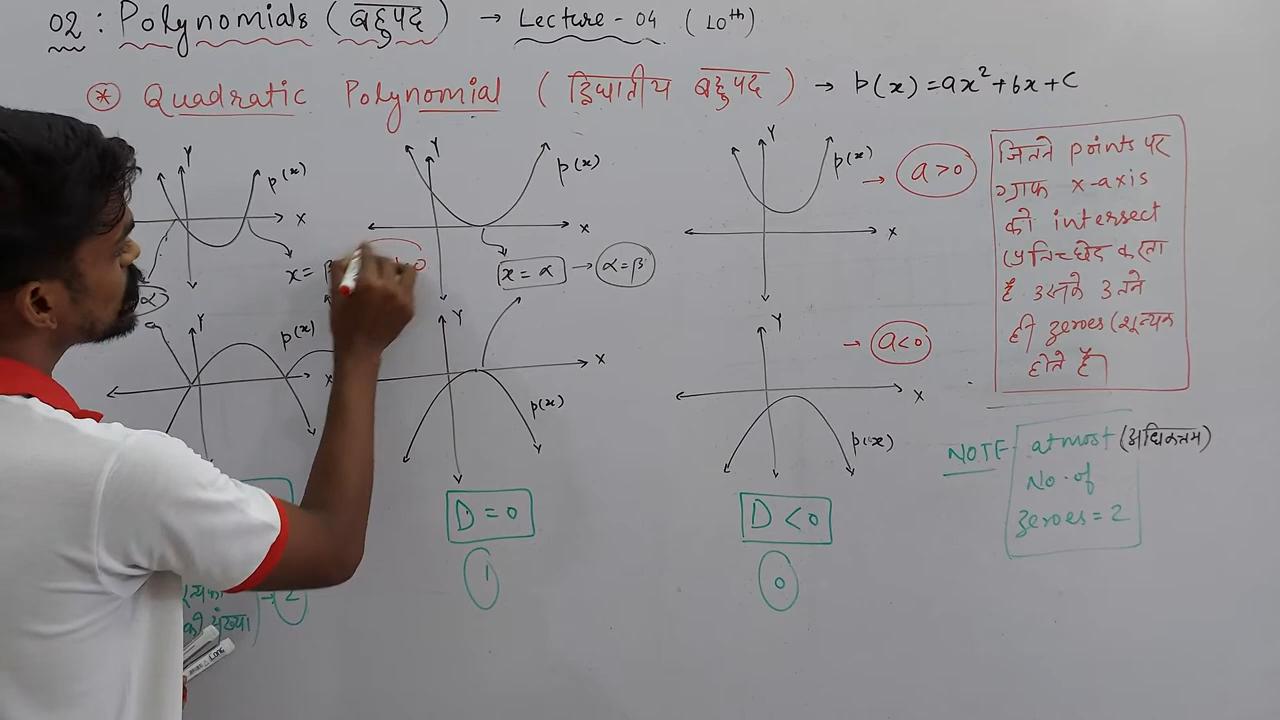 02 : Polynomials (बहुपद) → Lecture - 04 (10th)
* Quadratic Polynomial (द्विघातीय बहुपद) → p(x) = ax² + bx + c
Y
p(x)
X
x =
α
Y
p(x)
X
x = α → α = β
Y
p(x)
X
→ a > 0
Y
p(x)
X
Y
X
p(x)
Y
X
p(x)
→ a < 0
जितने points पर
ग्राफ x-axis
को intersect
प्रतिच्छेद करता
है उसके उतने
ही zeroes (शून्यक
होते है।
NOTE - atmost (अधिकतम)
No. of
zeroes = 2
D = 0
D < 0
→ 2
की संख्या
1
0